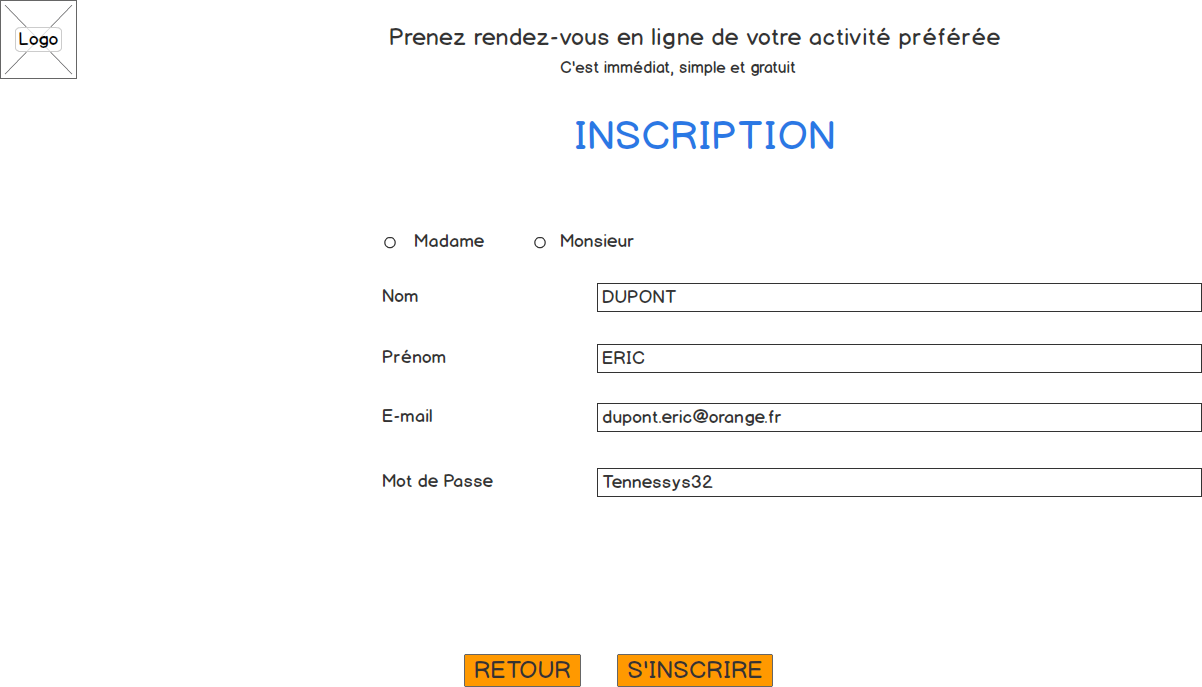 Logo
Prenez rendez-vous en ligne de votre activité préférée
C'est immédiat, simple et gratuit
INSCRIPTION
Madame Monsieur
Nom DUPONT
Prénom ERIC
E-mail dupont.eric@orange.fr
Mot de Passe Tennessys32
RETOUR S'INSCRIRE